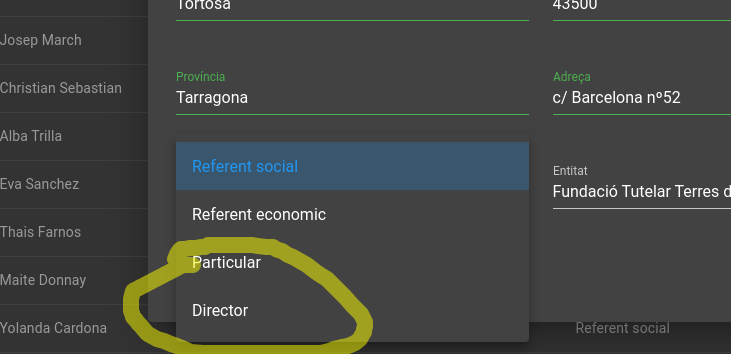 Tortosa
43500
Josep March
Província
Adreça
Christian Sebastian
Tarragona
c/ Barcelona nº52
Alba Trilla
Referent social
Entitat
Eva Sanchez
Fundació Tutelar Terres d
Referent economic
Thais Farnos
Particular
Maite Donnay
Director
Yolanda Cardona
Referent social